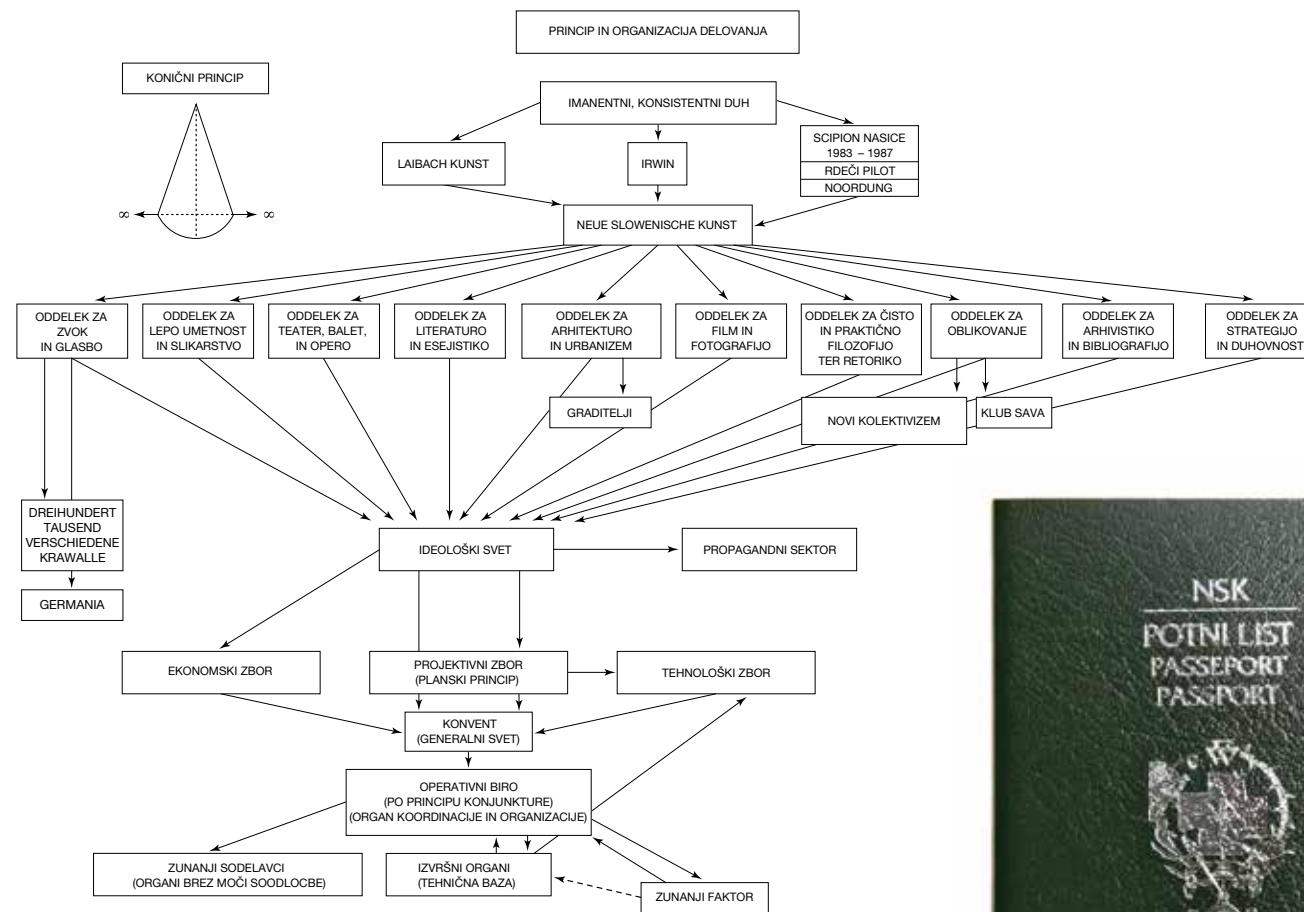 PRINCIP IN ORGANIZACIJA DELOVANJA
KONIČNI PRINCIP
∞
∞
IMANENTNI, KONSISTENTNI DUH
LAIBACH KUNST
IRWIN
SCIPION NASICE
1983 – 1987
RDEČI PILOT
NOORDUNG
NEUE SLOWENISCHE KUNST
ODDELEK ZA
ZVOK
IN GLASBO
ODDELEK ZA
LEPO UMETNOST
IN SLIKARSTVO
ODDELEK ZA
TEATER, BALET,
IN OPERO
ODDELEK ZA
LITERATURO
IN ESEJISTIKO
ODDELEK ZA
ARHITEKTURO
IN URBANIZEM
ODDELEK ZA
FILM IN
FOTOGRAFIJO
ODDELEK ZA ČISTO
IN PRAKTIČNO
FILOZOFIJO
TER RETORIKO
ODDELEK ZA
OBLIKOVANJE
ODDELEK ZA
ARHIVISTIKO
IN BIBLIOGRAFIJO
ODDELEK ZA
STRATEGIJO
IN DUHOVNOST
GRADITELJI
NOVI KOLEKTIVIZEM
KLUB SAVA
DREIHUNDERT
TAUSEND
VERSCHIEDENE
KRAWALLE
GERMANIA
IDEOLOŠKI SVET
PROPAGANDNI SEKTOR
EKONOMSKI ZBOR
PROJEKTIVNI ZBOR
(PLANSKI PRINCIP)
TEHNOLOŠKI ZBOR
KONVENT
(GENERALNI SVET)
OPERATIVNI BIRO
(PO PRINCIPU KONJUNKTURE)
(ORGAN KOORDINACIJE IN ORGANIZACIJE)
ZUNANJI SODELAVCI
(ORGANI BREZ MOČI SOODLOCBE)
IZVRŠNI ORGANI
(TEHNIČNA BAZA)
ZUNANJI FAKTOR
NSK
POTNI LIST
PASSEPORT
PASSPORT